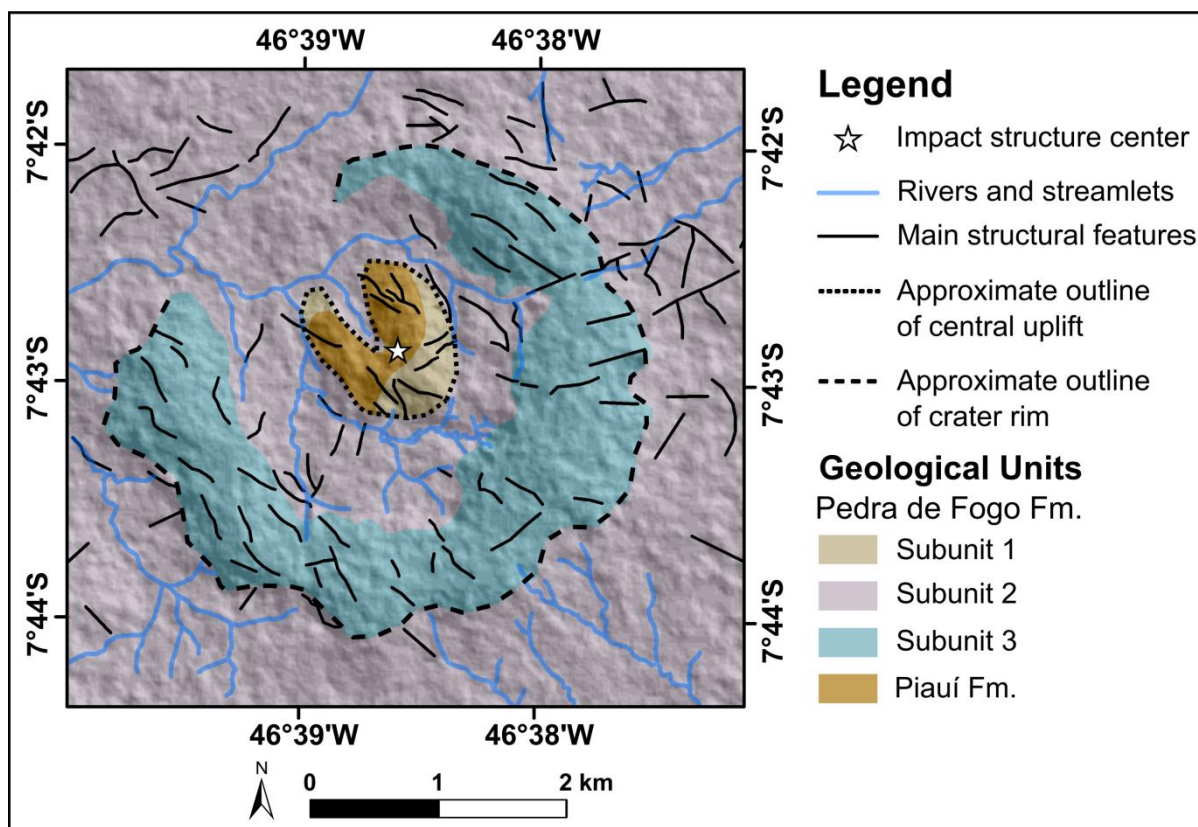 46°39'W 46°38'W
7°42'S
7°43'S
7°44'S
7°42'S
7°43'S
7°44'S
46°39'W 46°38'W
N
0 1 2 km
Legend
Impact structure center
Rivers and streamlets
Main structural features
Approximate outline
of central uplift
Approximate outline
of crater rim
Geological Units
Pedra de Fogo Fm.
Subunit 1
Subunit 2
Subunit 3
Piauí Fm.